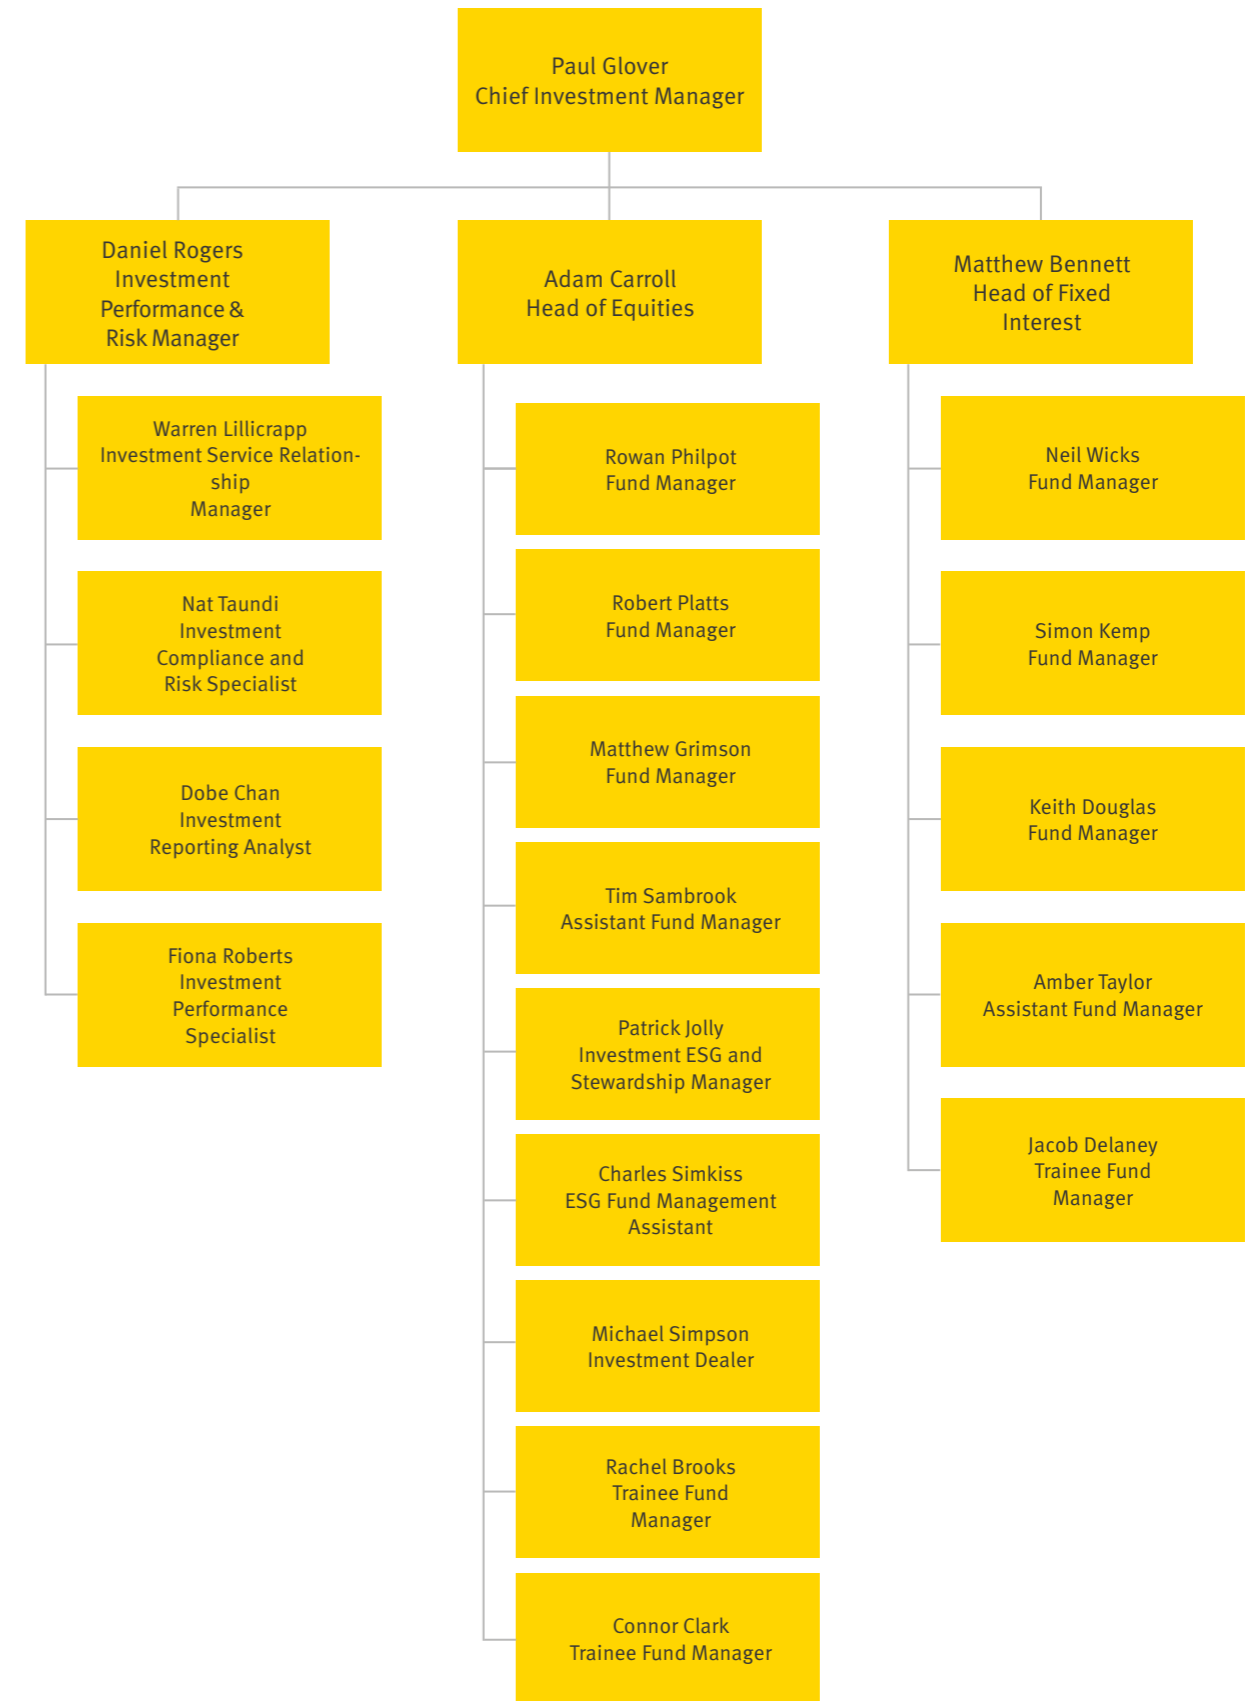 Paul Glover
Chief Investment Manager
Daniel Rogers
Investment
Performance &
Risk Manager
Adam Carroll
Head of Equities
Matthew Bennett
Head of Fixed
Interest
Warren Lillicrapp
Investment Service Relation-
ship
Manager
Nat Taundi
Investment
Compliance and
Risk Specialist
Dobe Chan
Investment
Reporting Analyst
Fiona Roberts
Investment
Performance
Specialist
Rowan Philpot
Fund Manager
Robert Platts
Fund Manager
Matthew Grimson
Fund Manager
Tim Sambrook
Assistant Fund Manager
Patrick Jolly
Investment ESG and
Stewardship Manager
Charles Simkiss
ESG Fund Management
Assistant
Michael Simpson
Investment Dealer
Rachel Brooks
Trainee Fund
Manager
Connor Clark
Trainee Fund Manager
Neil Wicks
Fund Manager
Simon Kemp
Fund Manager
Keith Douglas
Fund Manager
Amber Taylor
Assistant Fund Manager
Jacob Delaney
Trainee Fund
Manager